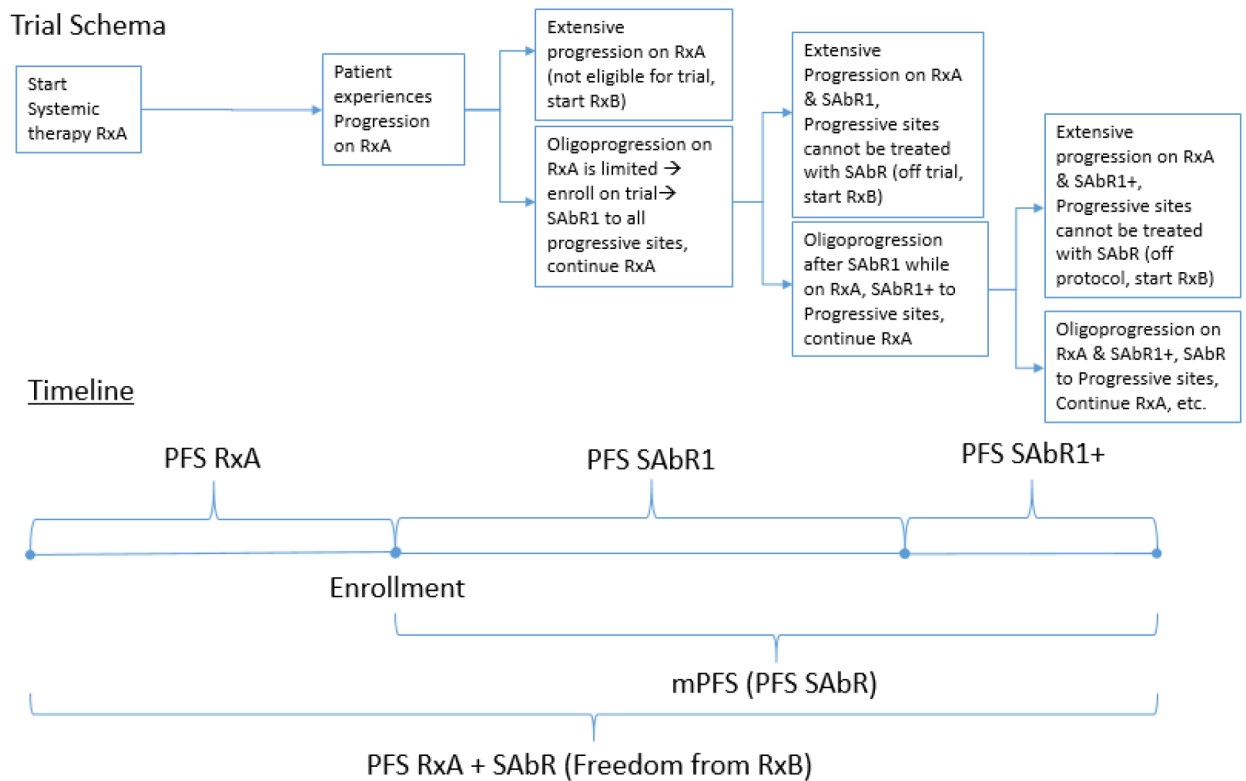 Trial Schema
Start
Systemic
therapy RxA
Patient
experiences
Progression
on RxA
Extensive
progression on RxA
(not eligible for trial,
start RxB)
Oligoprogression on
RxA is limited →
enroll on trial→
SAbR1 to all
progressive sites,
continue RxA
Extensive
Progression on RxA
& SAbR1,
Progressive sites
cannot be treated
with SAbR (off trial,
start RxB)
Oligoprogression
after SAbR1 while
on RxA, SAbR1+ to
Progressive sites,
continue RxA
Extensive
progression on RxA
& SAbR1+,
Progressive sites
cannot be treated
with SAbR (off
protocol, start RxB)
Oligoprogression on
RxA & SAbR1+, SAbR
to Progressive sites,
Continue RxA, etc.
Timeline
PFS RxA
PFS SAbR1
PFS SAbR1+
Enrollment
mPFS (PFS SAbR)
PFS RxA + SAbR (Freedom from RxB)